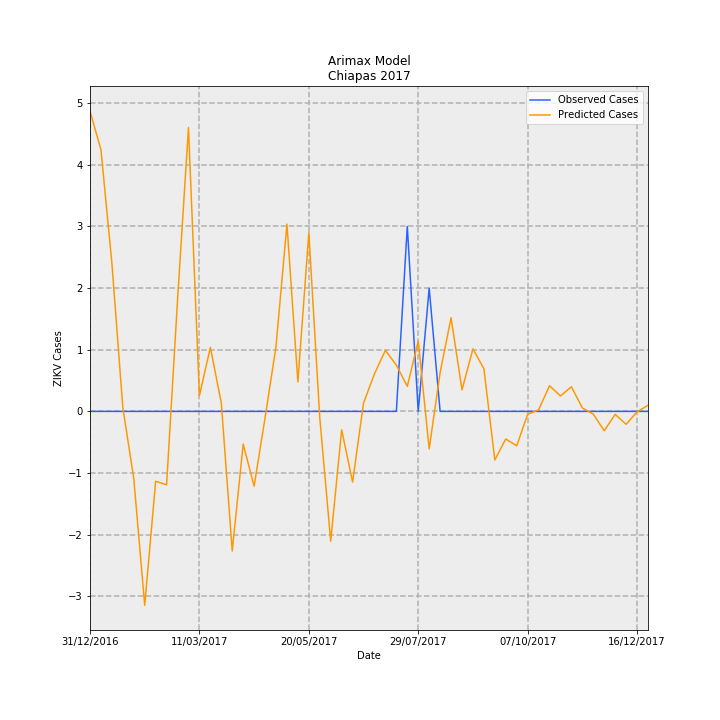 Arimax Model
Chiapas 2017
Observed Cases
Predicted Cases
ZIKV Cases
5
4
3
2
1
0
−1
−2
−3
31/12/2016 11/03/2017 20/05/2017 29/07/2017 07/10/2017 16/12/2017
Date